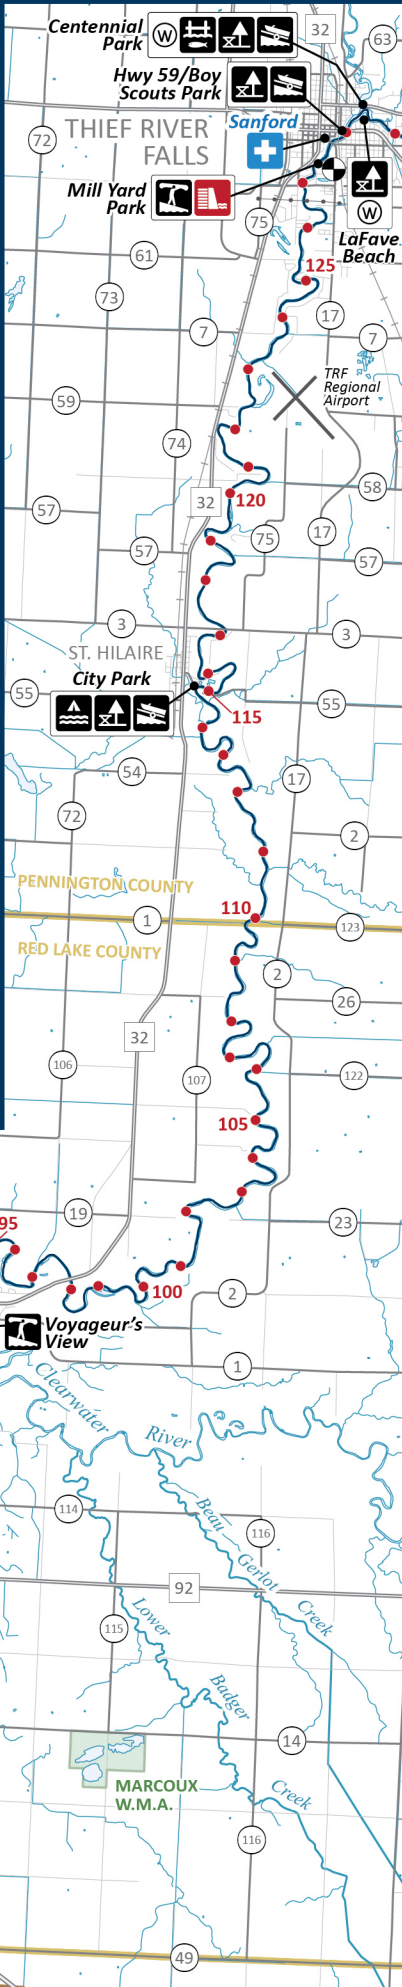 Centennial
Park
W
32
63
Hwy 59/Boy
Scouts Park
THIEF RIVER
FALLS
Sanford
72
Mill Yard
Park
W
LaFave
Beach
75
61
125
73
17
7
7
TRF
Regional
Airport
59
74
58
32
120
57
75
17
57
57
3
3
ST. HILAIRE
City Park
55
55
115
54
17
72
2
PENNINGTON COUNTY
110
1
123
RED LAKE COUNTY
2
26
32
106
107
122
105
19
23
95
100
2
Voyageur's
View
1
Clearwater
River
114
Beau
116
Gerlot
92
Creek
115
Lower
Badger
14
MARCOUX
W.M.A.
Creek
116
49